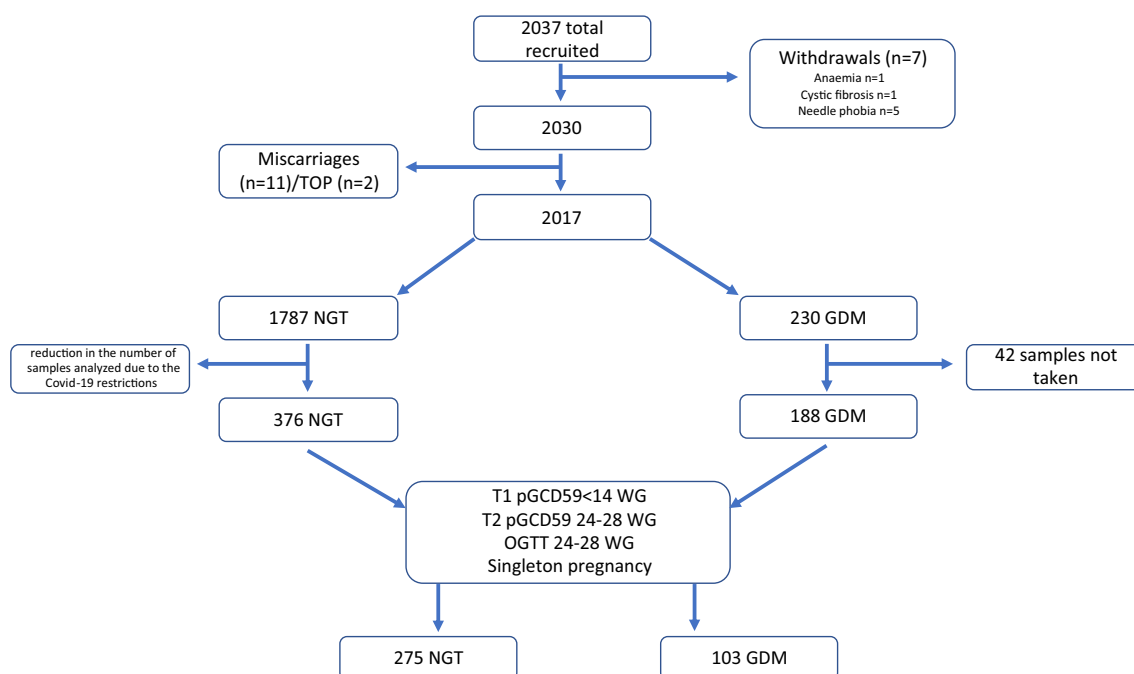 2037 total
recruited
Withdrawals (n=7)
Anaemia n=1
Cystic fibrosis n=1
Needle phobia n=5
2030
Miscarriages
(n=11)/TOP (n=2)
2017
1787 NGT
230 GDM
reduction in the number of
samples analyzed due to the
Covid-19 restrictions
42 samples not
taken
376 NGT
188 GDM
T1 pGCD59<14 WG
T2 pGCD59 24-28 WG
OGTT 24-28 WG
Singleton pregnancy
275 NGT
103 GDM